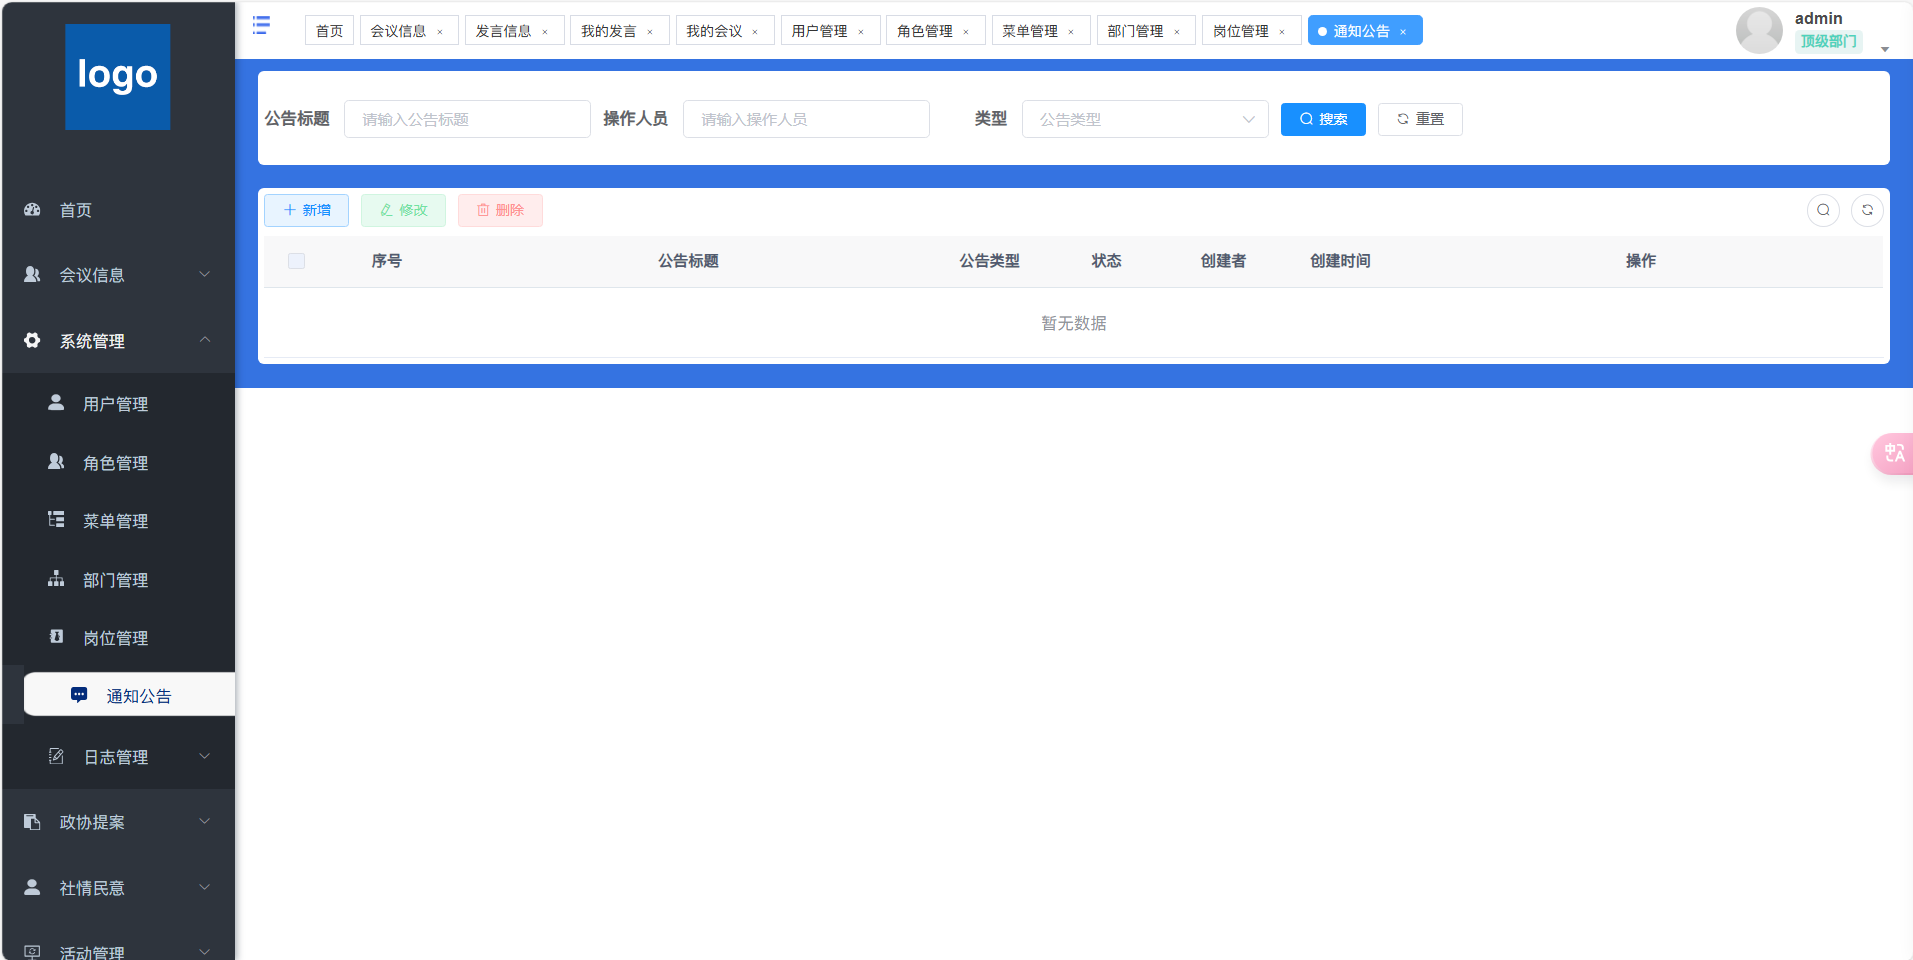 logo
首页
会议信息
系统管理
用户管理
角色管理
菜单管理
部门管理
岗位管理
通知公告
日志管理
政协提案
社情民意
活动管理
首页 会议信息 × 发言信息 × 我的发言 × 我的会议 × 用户管理 × 角色管理 × 菜单管理 × 部门管理 × 岗位管理 × 通知公告 ×
admin
顶级部门
公告标题 请输入公告标题 操作人员 请输入操作人员 类型 公告类型 搜索 重置
新增 修改 删除
序号 公告标题 公告类型 状态 创建者 创建时间 操作
暂无数据
中A